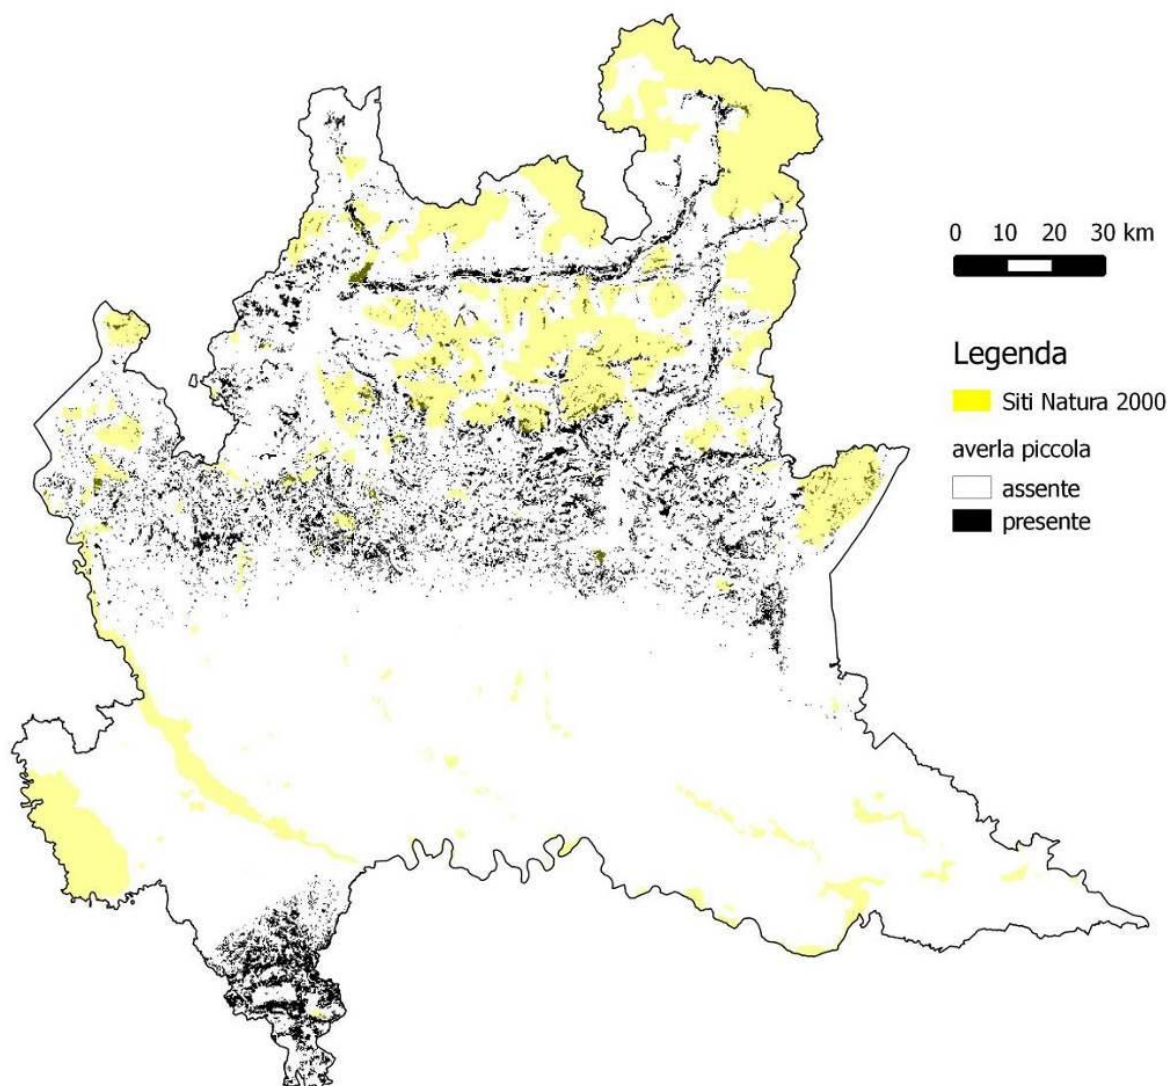 0 10 20 30 km
Legenda
Siti Natura 2000
averla piccola
assente
presente